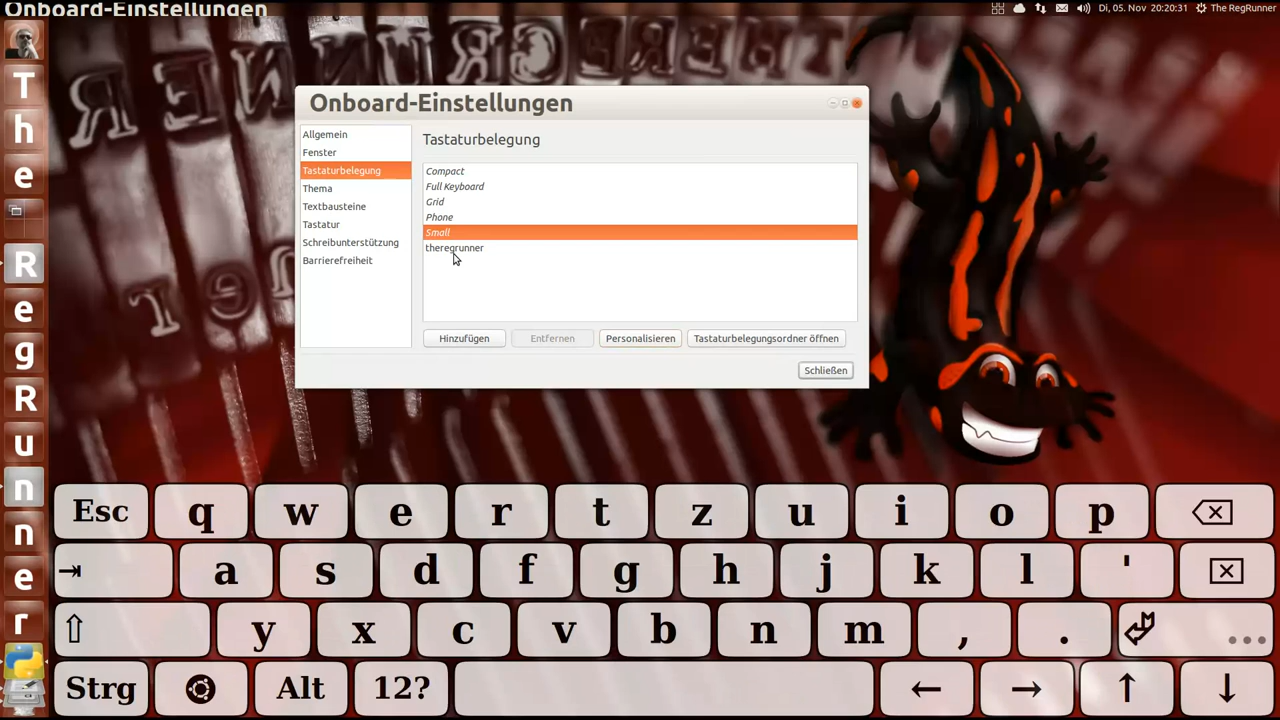 Onboard-Einstellungen
Di, 05. Nov 20:20:31 The RegRunner
T
h
e
R
e
g
R
u
n
n
e
r
Onboard-Einstellungen
Allgemein
Fenster
Tastaturbelegung
Thema
Textbausteine
Tastatur
Schreibunterstützung
Barrierefreiheit
Tastaturbelegung
Compact
Full Keyboard
Grid
Phone
Small
theregrunner
Hinzufügen Entfernen Personalisieren Tastaturbelegungsordner öffnen
Schließen
Esc q w e r t z u i o p
a s d f g h j k l '
y x c v b n m , . ...
Strg Alt 12? ← → ↑ ↓